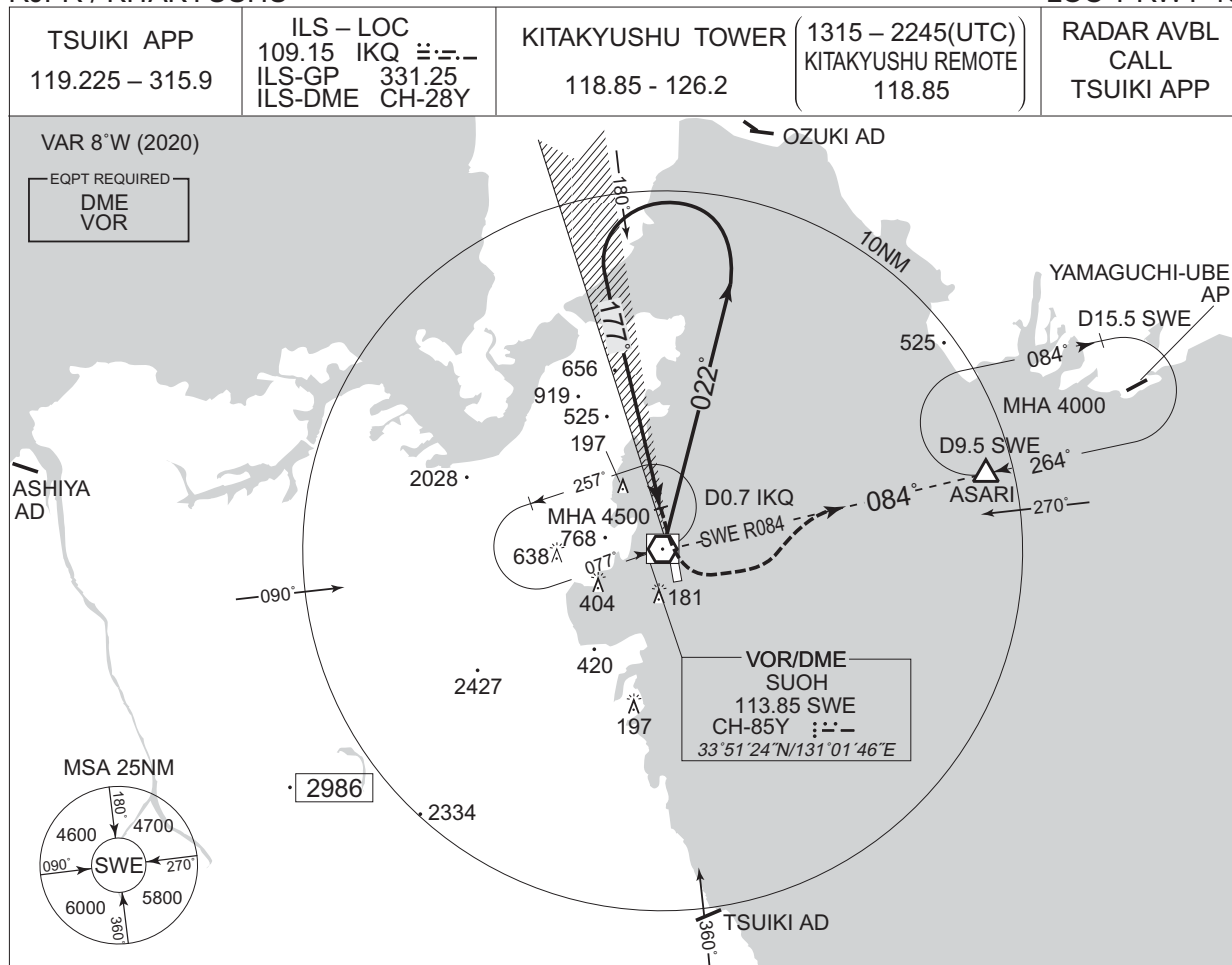 TSUIKI APP
119.225 – 315.9
ILS – LOC
109.15 IKQ
ILS-GP 331.25
ILS-DME CH-28Y
KITAKYUSHU TOWER
118.85 - 126.2
1315 – 2245(UTC)
KITAKYUSHU REMOTE
118.85
RADAR AVBL
CALL
TSUIKI APP
VAR 8°W (2020)
EQPT REQUIRED
DME
VOR
OZUKI AD
180°
10NM
YAMAGUCHI-UBE
AP
D15.5 SWE
084°
525
MHA 4000
D9.5 SWE
264°
ASARI
270°
177°
022°
656
919
525
197
2028
257°
D0.7 IKQ
MHA 4500
SWE R084
084°
768
638
077°
404
181
ASHIYA
AD
090°
420
2427
197
VOR/DME
SUOH
113.85 SWE
CH-85Y
33°51´24˝N/131°01´46˝E
2986
2334
MSA 25NM
180°
4600
4700
090°
SWE
270°
6000
5800
360°
TSUIKI AD
360°